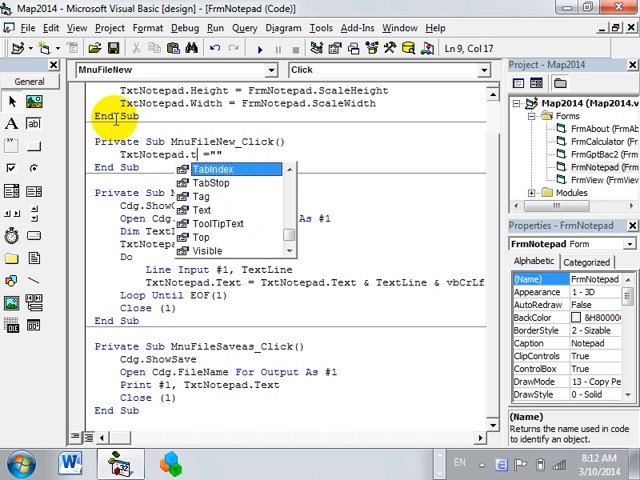 Map2014 - Microsoft Visual Basic [design] - [FrmNotepad (Code)]
File Edit View Project Format Debug Run Query Diagram Tools Add-Ins Window Help
Ln 9, Col 17
General
MnuFileNew
Click
TxtNotepad.Height = FrmNotepad.ScaleHeight
TxtNotepad.Width = FrmNotepad.ScaleWidth
End Sub
Private Sub MnuFileNew_Click()
TxtNotepad.t =""
End Sub
TabIndex
TabStop
Tag
Text
ToolTipText
Top
Visible
Private Sub M
Cdg.ShowO
Open Cdg. As #1
Dim Textl
TxtNotepa
Do
Line Input #1, TextLine
TxtNotepad.Text = TxtNotepad.Text & TextLine & vbCrLf
Loop Until EOF(1)
Close (1)
End Sub
Private Sub MnuFileSaveas_Click()
Cdg.ShowSave
Open Cdg.FileName For Output As #1
Print #1, TxtNotepad.Text
Close (1)
End Sub
Project - Map2014
Map2014 (Map2014.v
Forms
FrmAbout (FrmAbout
FrmCalculator (FrmCa
FrmGptBac2 (FrmGpt
FrmNotepad (FrmNot
FrmView (FrmView.fr
Modules
Properties - FrmNotepad
FrmNotepad Form
Alphabetic Categorized
(Name) FrmNotepad
Appearance 1 - 3D
AutoRedraw False
BackColor &H800000
BorderStyle 2 - Sizable
Caption Notepad
ClipControls True
ControlBox True
DrawMode 13 - Copy Pe
DrawStyle 0 - Solid
(Name)
Returns the name used in code to identify an object.
EN
8:12 AM
3/10/2014